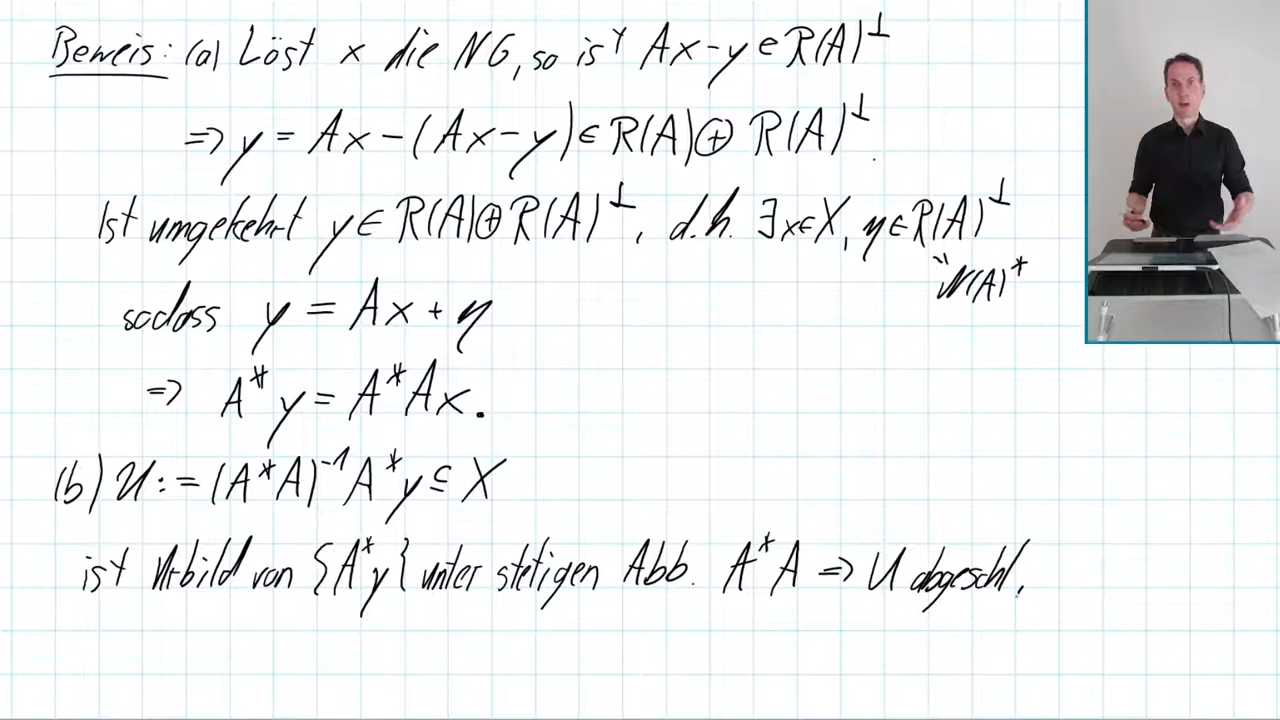 Beweis: (a) Löst x die NG, so ist Ax-y ∈ R(A)^⊥
=> y = Ax-(Ax-y) ∈ R(A)⊕R(A)^⊥.
Ist umgekehrt y ∈ R(A)⊕R(A)^⊥, d.h. ∃x∈X, η∈R(A)^⊥
" N(A)*
sodass y = Ax + η
=> A*y = A*Ax.
(b) U := (A*A)^-1 A*y ⊆ X
ist Urbild von {A*y} unter stetigen Abb. A*A => U abgeschl.